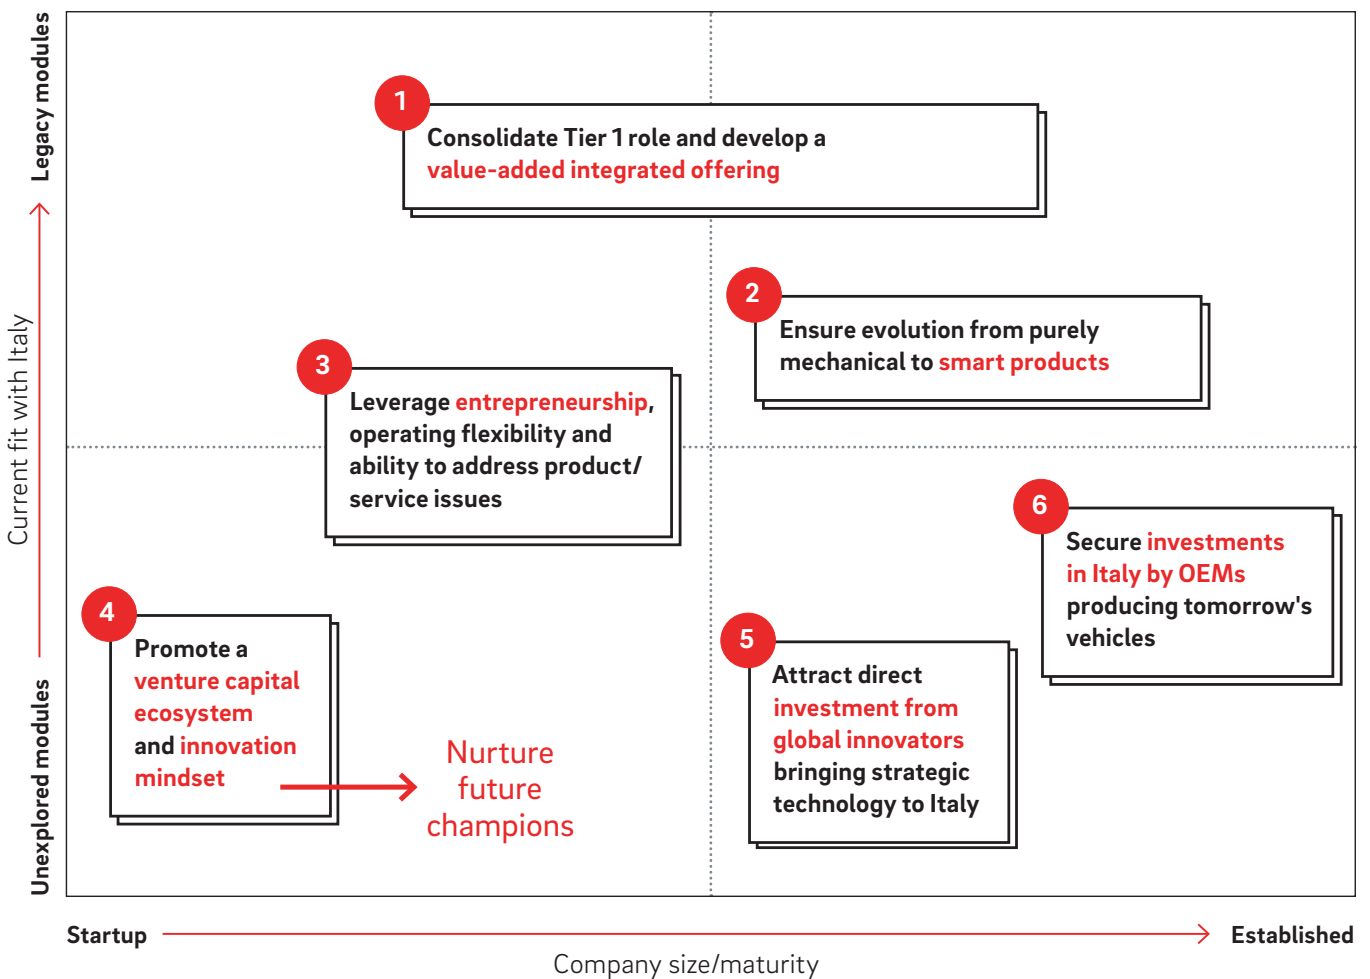 Legacy modules
Current fit with Italy
Unexplored modules
1
Consolidate Tier 1 role and develop a
value-added integrated offering
2
Ensure evolution from purely
mechanical to smart products
3
Leverage entrepreneurship,
operating flexibility and
ability to address product/
service issues
6
Secure investments
in Italy by OEMs
producing tomorrow's
vehicles
4
Promote a
venture capital
ecosystem
and innovation
mindset
Nurture
future
champions
5
Attract direct
investment from
global innovators
bringing strategic
technology to Italy
Startup
Established
Company size/maturity